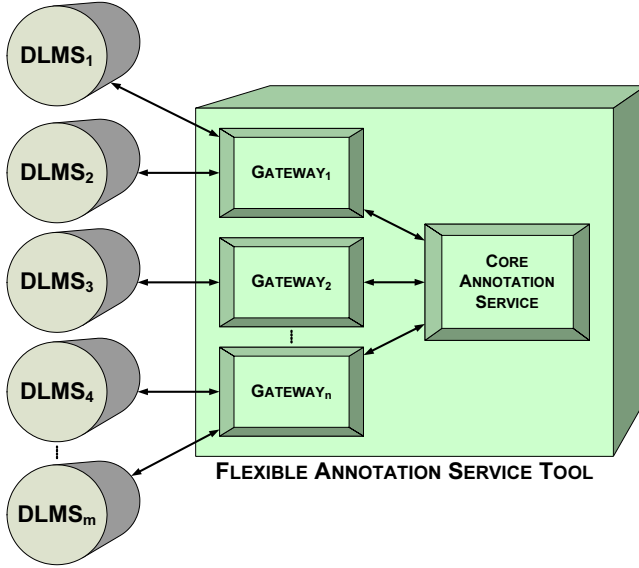 DLMS1
DLMS2
DLMS3
DLMS4
DLMSm
GATEWAY1
GATEWAY2
GATEWAYn
CORE
ANNOTATION
SERVICE
FLEXIBLE ANNOTATION SERVICE TOOL